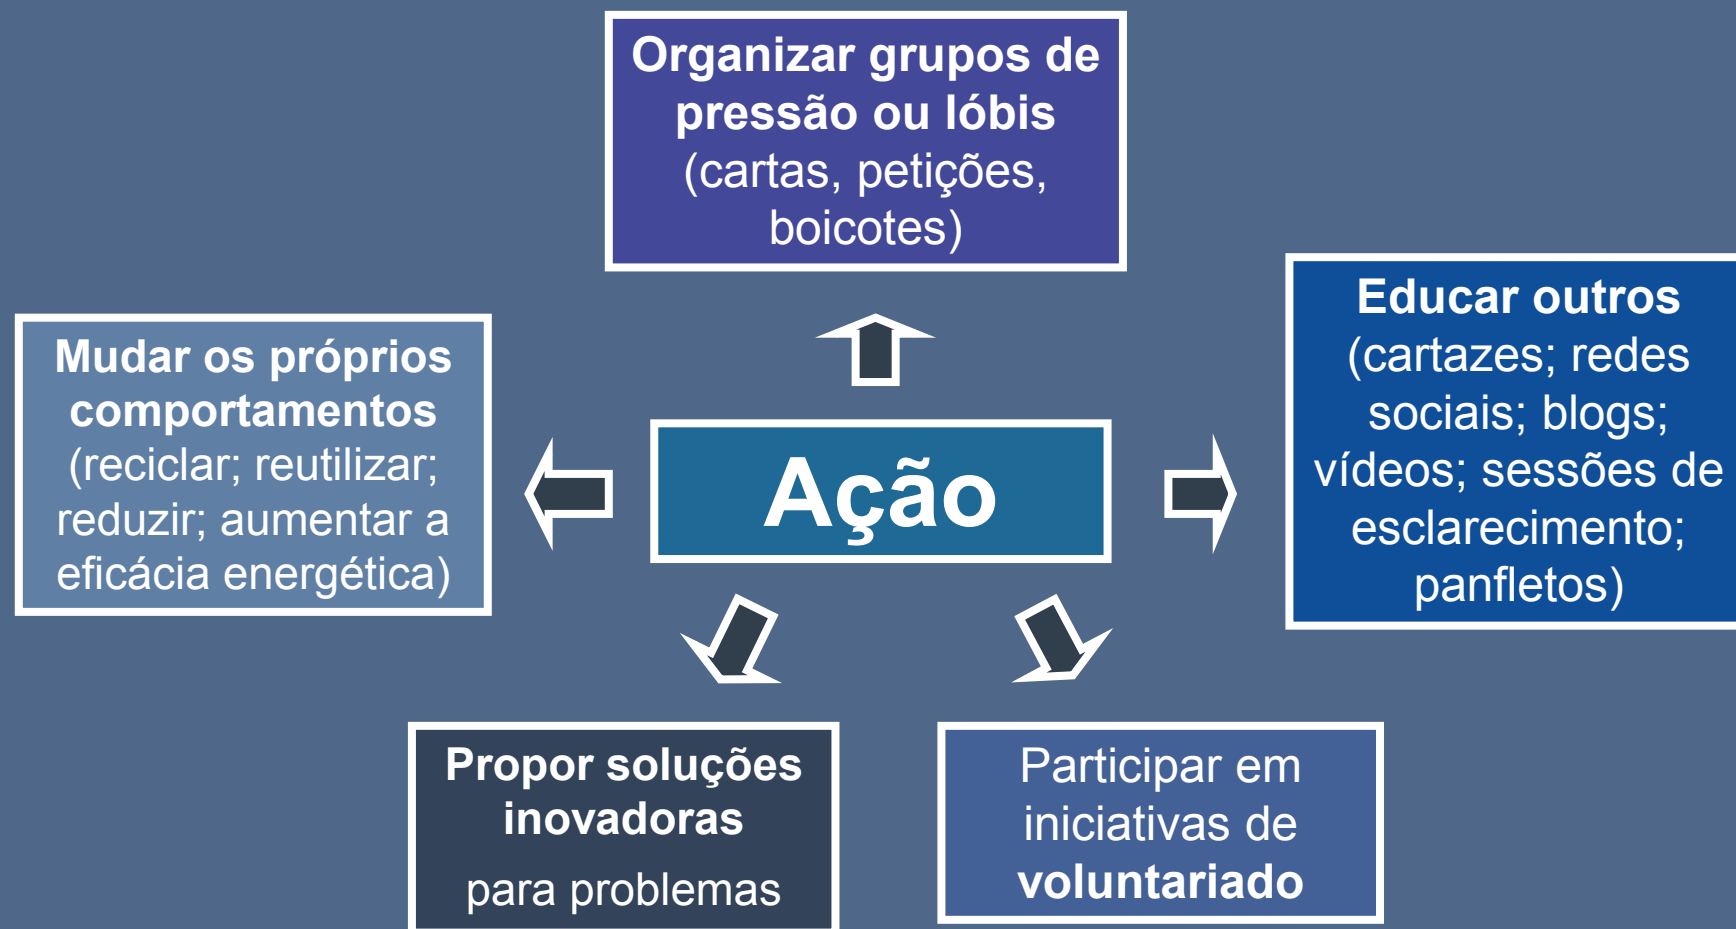 Organizar grupos de
pressão ou lóbis
(cartas, petições,
boicotes)
Mudar os próprios
comportamentos
(reciclar; reutilizar;
reduzir; aumentar a
eficácia energética)
Ação
Educar outros
(cartazes; redes
sociais; blogs;
vídeos; sessões de
esclarecimento;
panfletos)
Propor soluções
inovadoras
para problemas
Participar em
iniciativas de
voluntariado